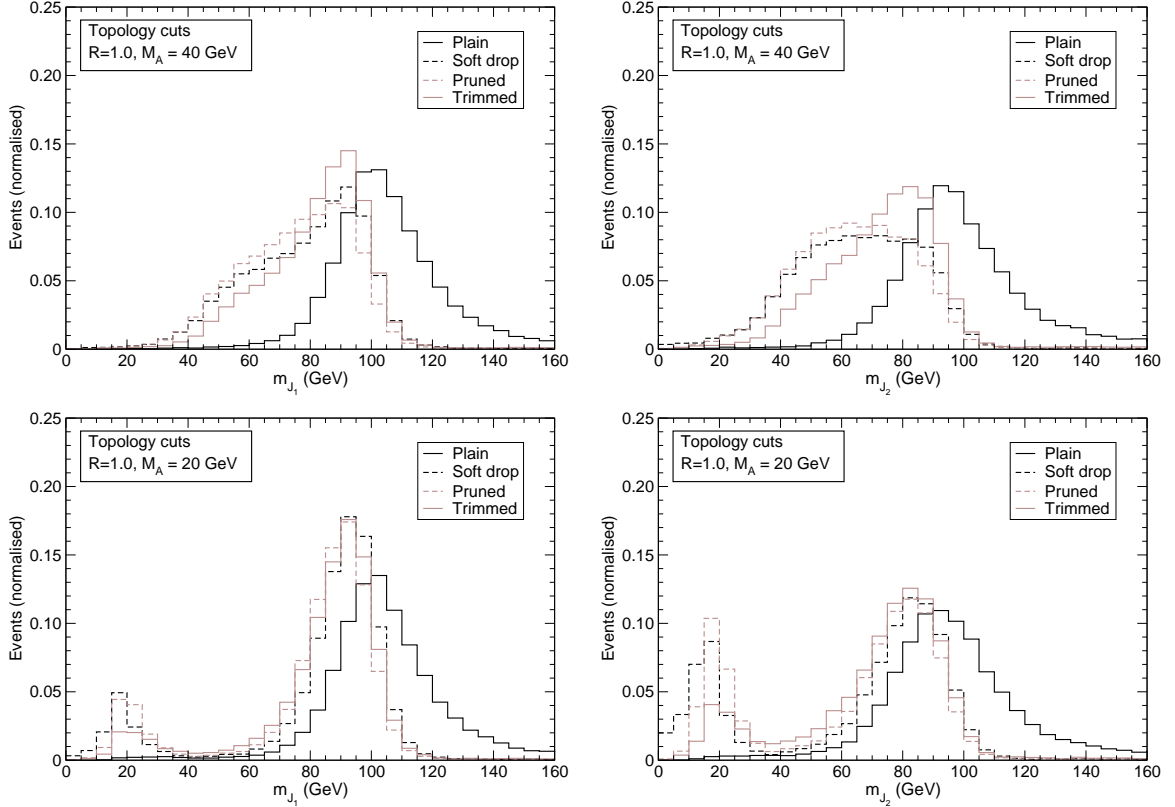 Topology cuts
R=1.0, M_A = 40 GeV
Plain
Soft drop
Pruned
Trimmed
0.25
0.20
0.15
0.10
0.05
0
Events (normalised)
0 20 40 60 80 100 120 140 160
m_J_1 (GeV)
Topology cuts
R=1.0, M_A = 40 GeV
Plain
Soft drop
Pruned
Trimmed
0.25
0.20
0.15
0.10
0.05
0
Events (normalised)
0 20 40 60 80 100 120 140 160
m_J_2 (GeV)
Topology cuts
R=1.0, M_A = 20 GeV
Plain
Soft drop
Pruned
Trimmed
0.25
0.20
0.15
0.10
0.05
0
Events (normalised)
0 20 40 60 80 100 120 140 160
m_J_1 (GeV)
Topology cuts
R=1.0, M_A = 20 GeV
Plain
Soft drop
Pruned
Trimmed
0.25
0.20
0.15
0.10
0.05
0
Events (normalised)
0 20 40 60 80 100 120 140 160
m_J_2 (GeV)